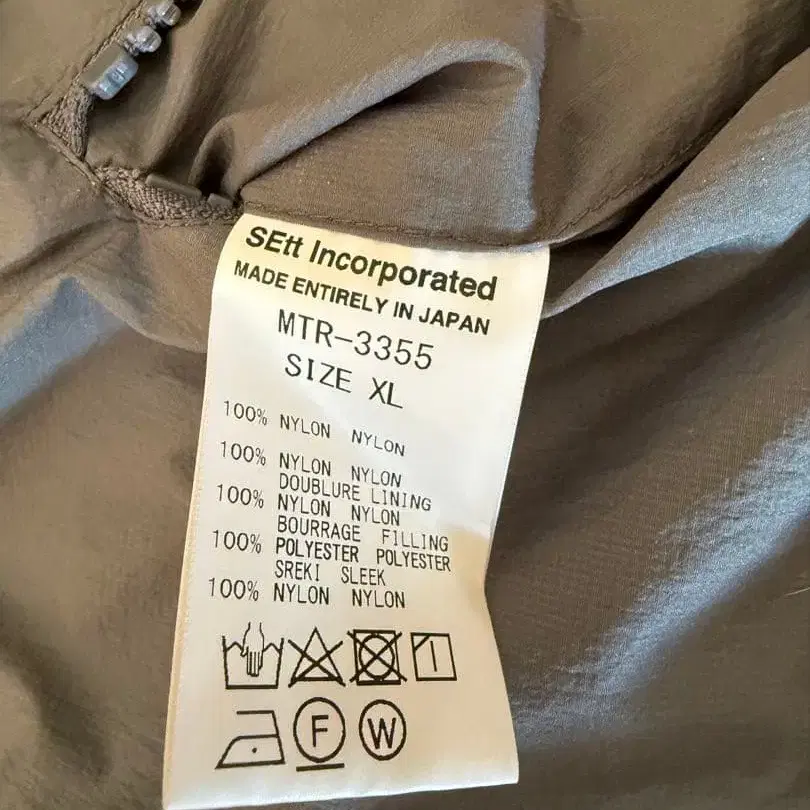 SEtt Incorporated
MADE ENTIRELY IN JAPAN
MTR-3355
SIZE XL
100% NYLON NYLON
100% NYLON NYLON
DOUBLURE LINING
100% NYLON NYLON
BOURRAGE FILLING
100% POLYESTER POLYESTER
SREKI SLEEK
100% NYLON NYLON
F W